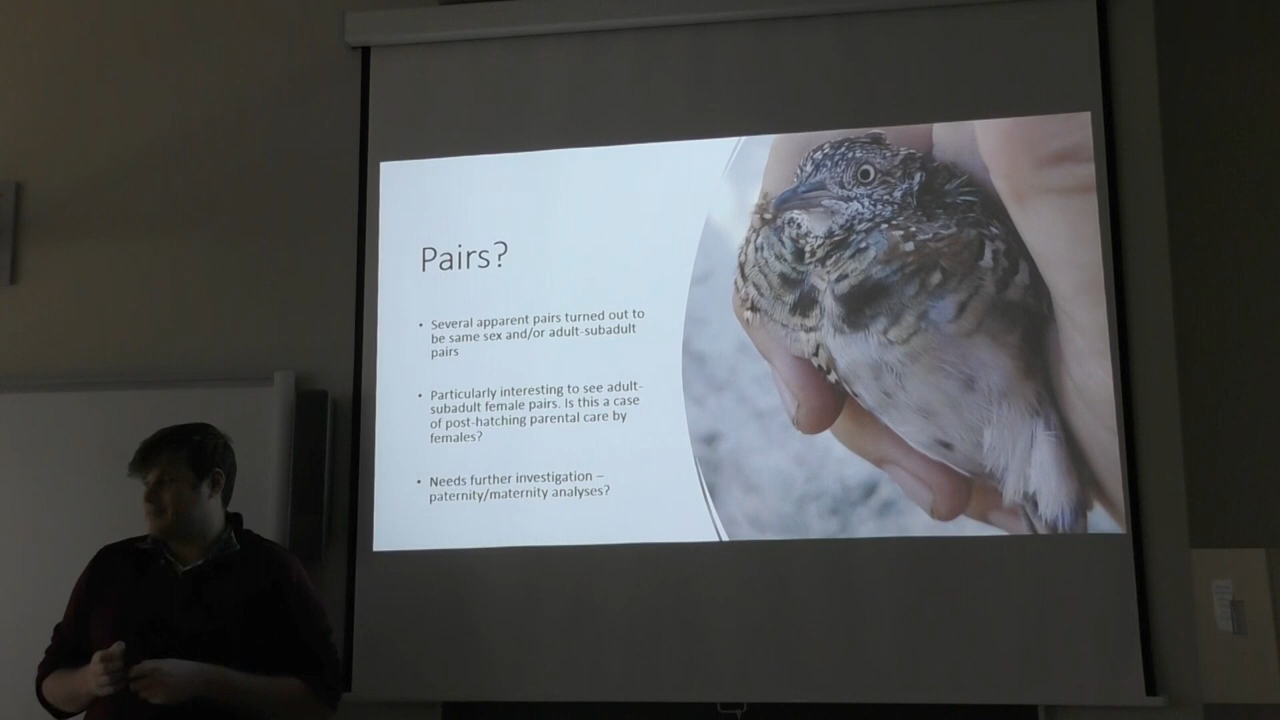 Pairs?
• Several apparent pairs turned out to
be same sex and/or adult-subadult
pairs
• Particularly interesting to see adult-
subadult female pairs. Is this a case
of post-hatching parental care by
females?
• Needs further investigation –
paternity/maternity analyses?